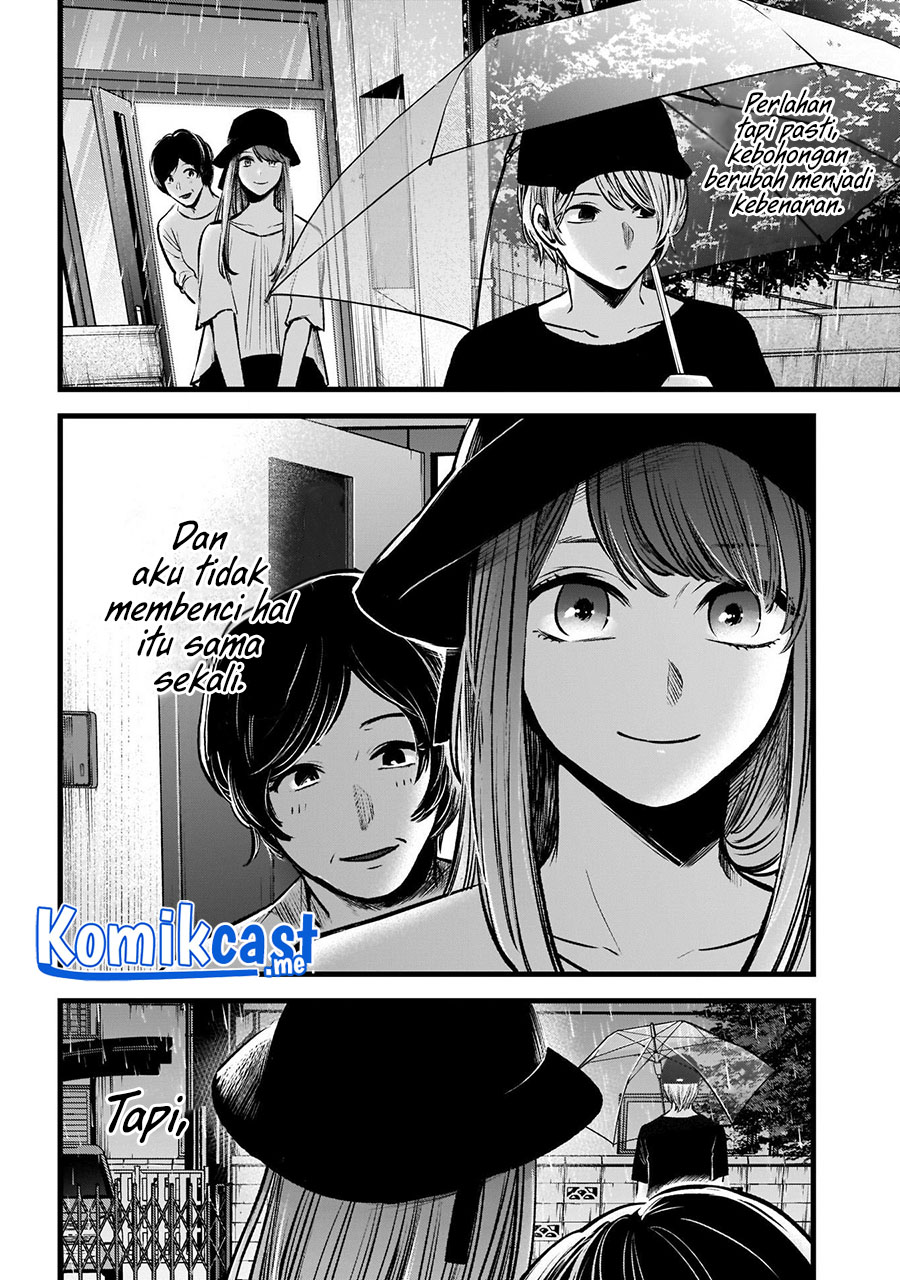 Perlahan
tapi pasti,
kebohongan
berubah menjadi
kebenaran.
Dan
aku tidak
membenci hal
itu sama
sekali.
Komikcast
.me
Tapi,